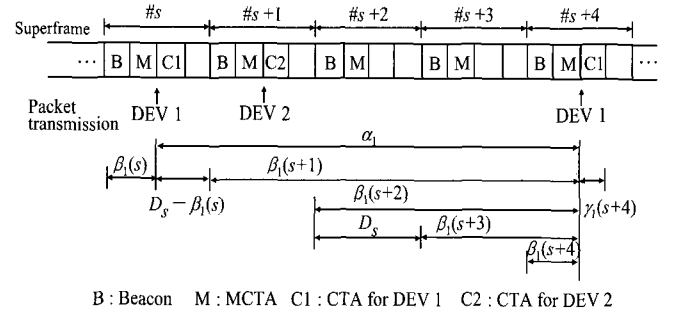 #s #s+1 #s+2 #s+3 #s+4
Superframe
··· B M C1 B M C2 B M B M B M C1 ···
Packet transmission
DEV 1 DEV 2 DEV 1
α₁
β₁(s) β₁(s+1)
Dₛ − β₁(s) β₁(s+2) γ₁(s+4)
Dₛ β₁(s+3)
β₁(s+4)
B : Beacon M : MCTA C1 : CTA for DEV 1 C2 : CTA for DEV 2